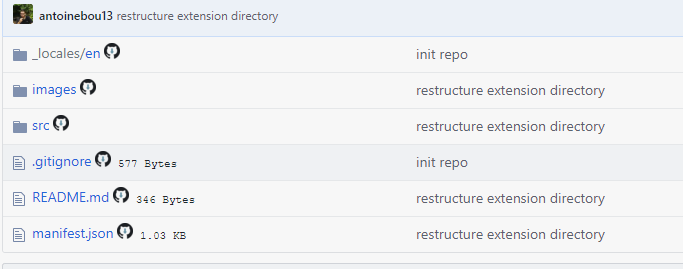 antoinebou13 restructure extension directory
_locales/en init repo
images restructure extension directory
src restructure extension directory
.gitignore 577 Bytes init repo
README.md 346 Bytes restructure extension directory
manifest.json 1.03 KB restructure extension directory